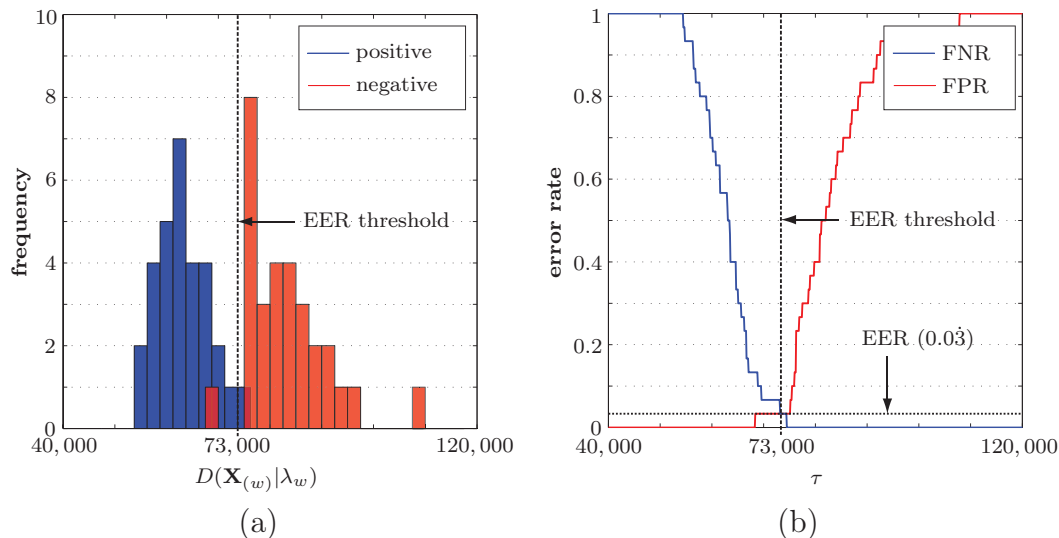 10
8
6
4
2
0
frequency
positive
negative
EER threshold
40,000
73,000
120,000
D(X(w)|λw)
(a)
1
0.8
0.6
0.4
0.2
0
error rate
FNR
FPR
EER threshold
EER (0.03̇)
40,000
73,000
120,000
τ
(b)